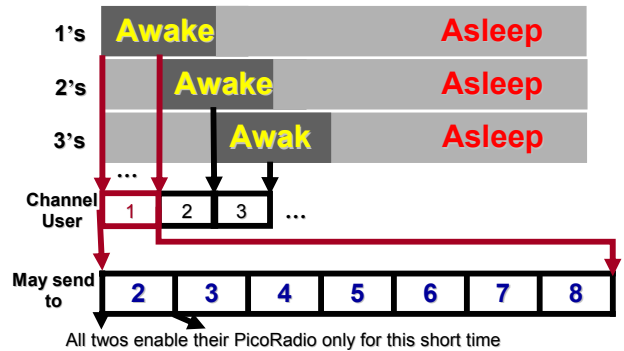 1's Awake Asleep
2's Awake Asleep
3's Awak Asleep
...
Channel User 1 2 3 ...
May send to 2 3 4 5 6 7 8
All twos enable their PicoRadio only for this short time